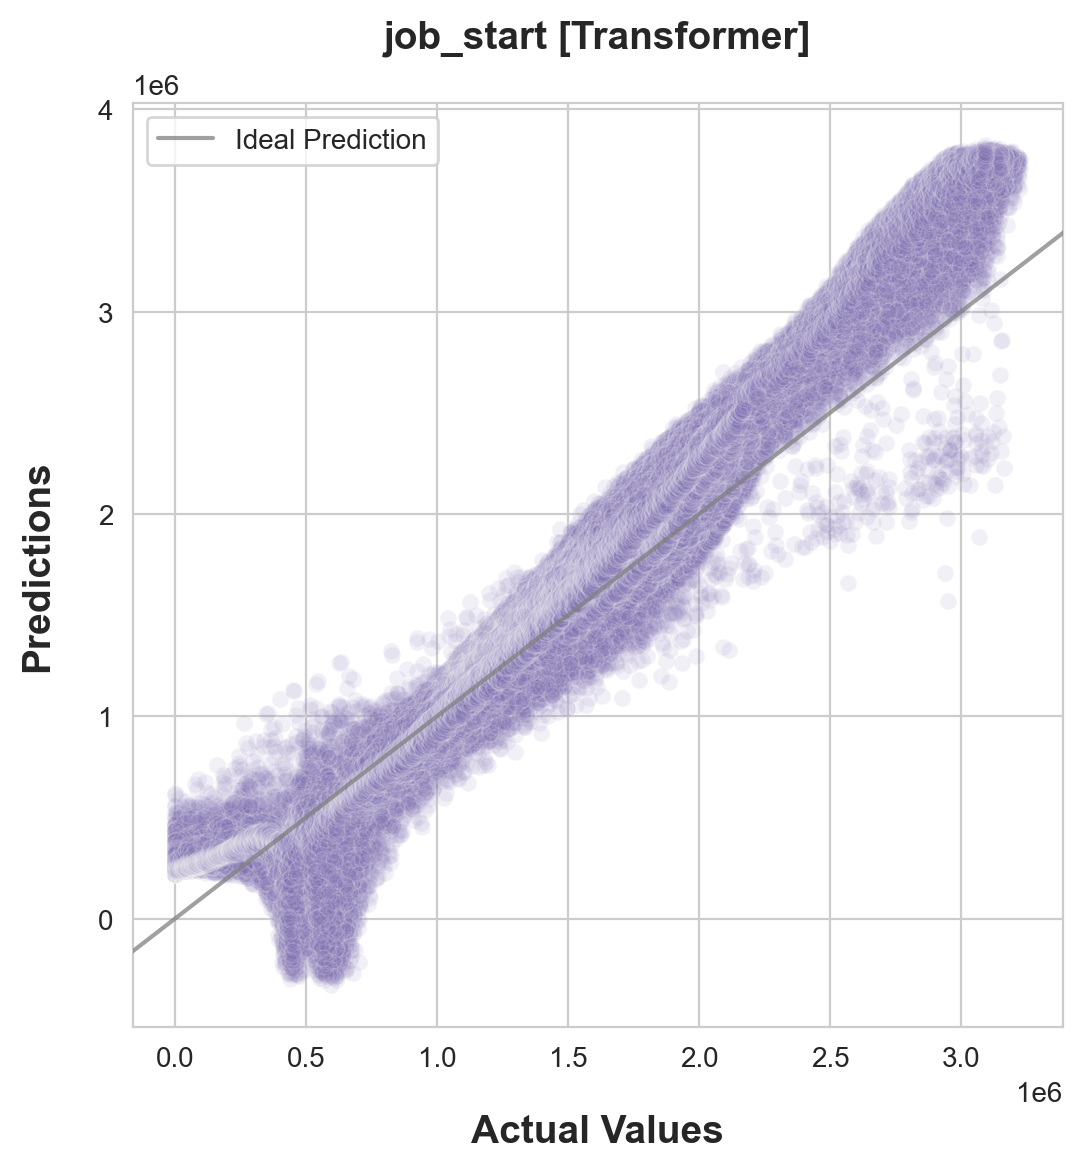 job_start [Transformer]
1e6
4
Ideal Prediction
3
2
1
0
Predictions
0.0 0.5 1.0 1.5 2.0 2.5 3.0
1e6
Actual Values